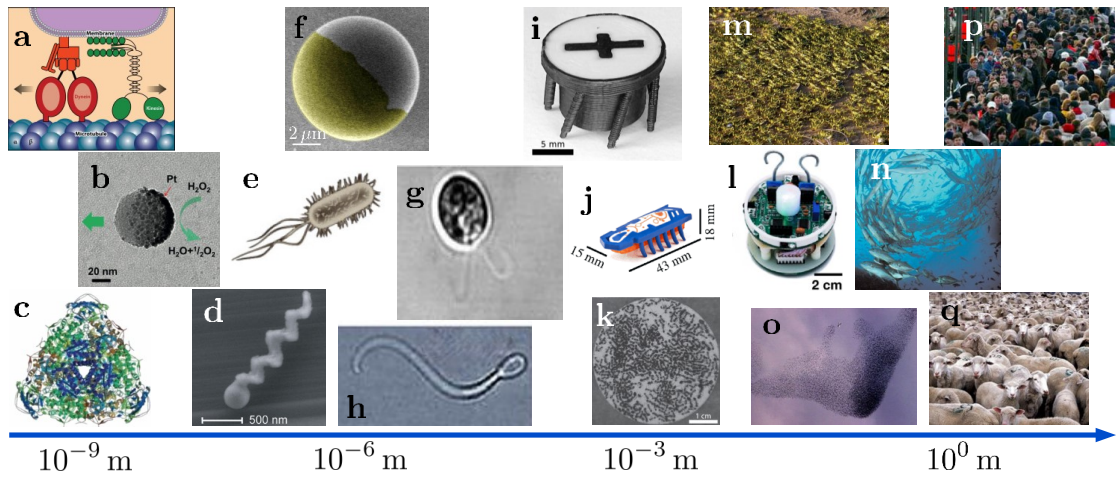 a
Membrane
Dynein
Kinesin
Microtubule
α β
f
2 μm
i
5 mm
m
p
b
Pt
H₂O₂
H₂O+¹/₂O₂
20 nm
e
g
j
15 mm
43 mm
18 mm
l
2 cm
n
c
d
500 nm
h
k
1 cm
o
q
10⁻⁹ m
10⁻⁶ m
10⁻³ m
10⁰ m